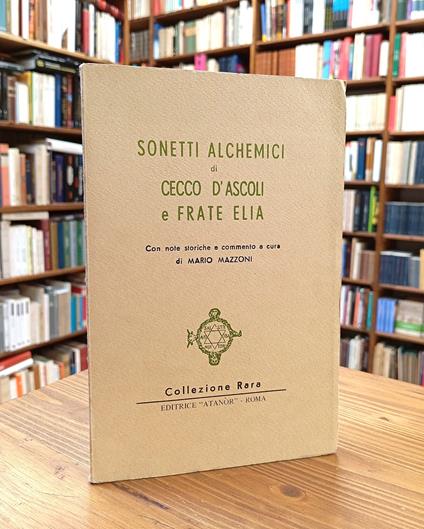 SONETTI ALCHEMICI
di
CECCO D'ASCOLI
e FRATE ELIA
Con note storiche e commento a cura
di MARIO MAZZONI
Collezione Rara
EDITRICE "ATANÒR" - ROMA